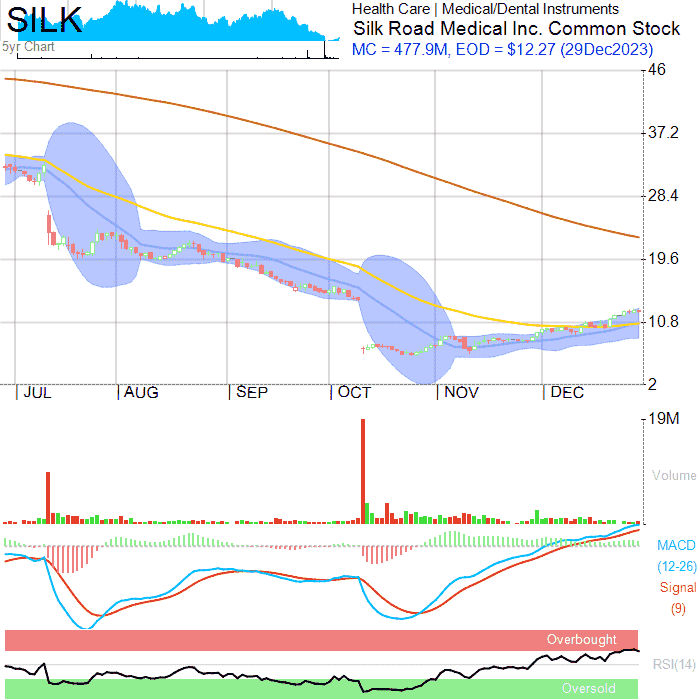 SILK
5yr Chart
Health Care | Medical/Dental Instruments
Silk Road Medical Inc. Common Stock
MC = 477.9M, EOD = $12.27 (29Dec2023)
46
37.2
28.4
19.6
10.8
2
JUL AUG SEP OCT NOV DEC
19M
Volume
MACD
(12-26)
Signal
(9)
Overbought
RSI(14)
Oversold